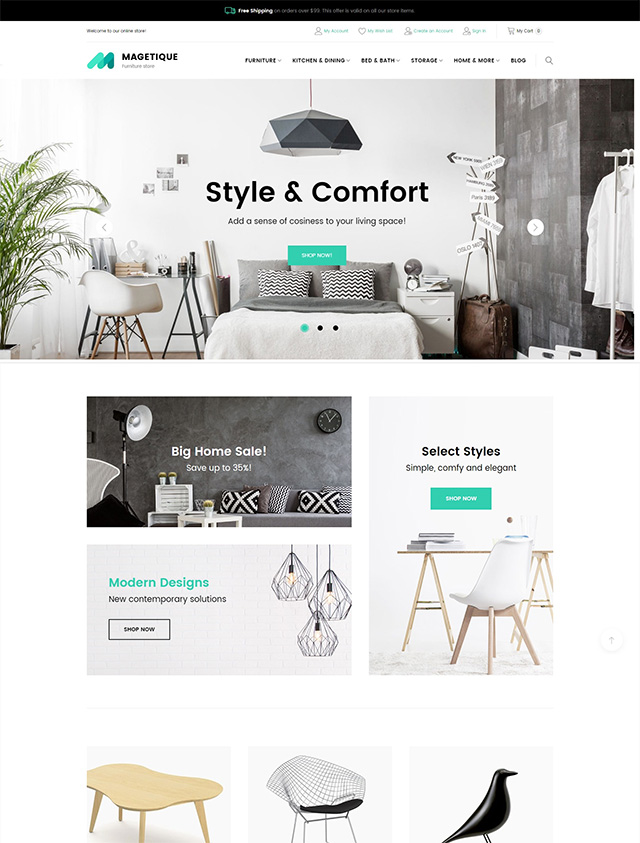 Free Shipping on orders over $99. This offer is valid on all our store items.
Welcome to our online store!
My Account
My Wish List
Create an Account
Sign In
My Cart 0
MAGETIQUE
Furniture store
FURNITURE
KITCHEN & DINING
BED & BATH
STORAGE
HOME & MORE
BLOG
Style & Comfort
Add a sense of cosiness to your living space!
SHOP NOW!
NEW YORK 3910
Paris 2189
OSLO 1407
Big Home Sale!
Save up to 35%!
Select Styles
Simple, comfy and elegant
SHOP NOW
Modern Designs
New contemporary solutions
SHOP NOW